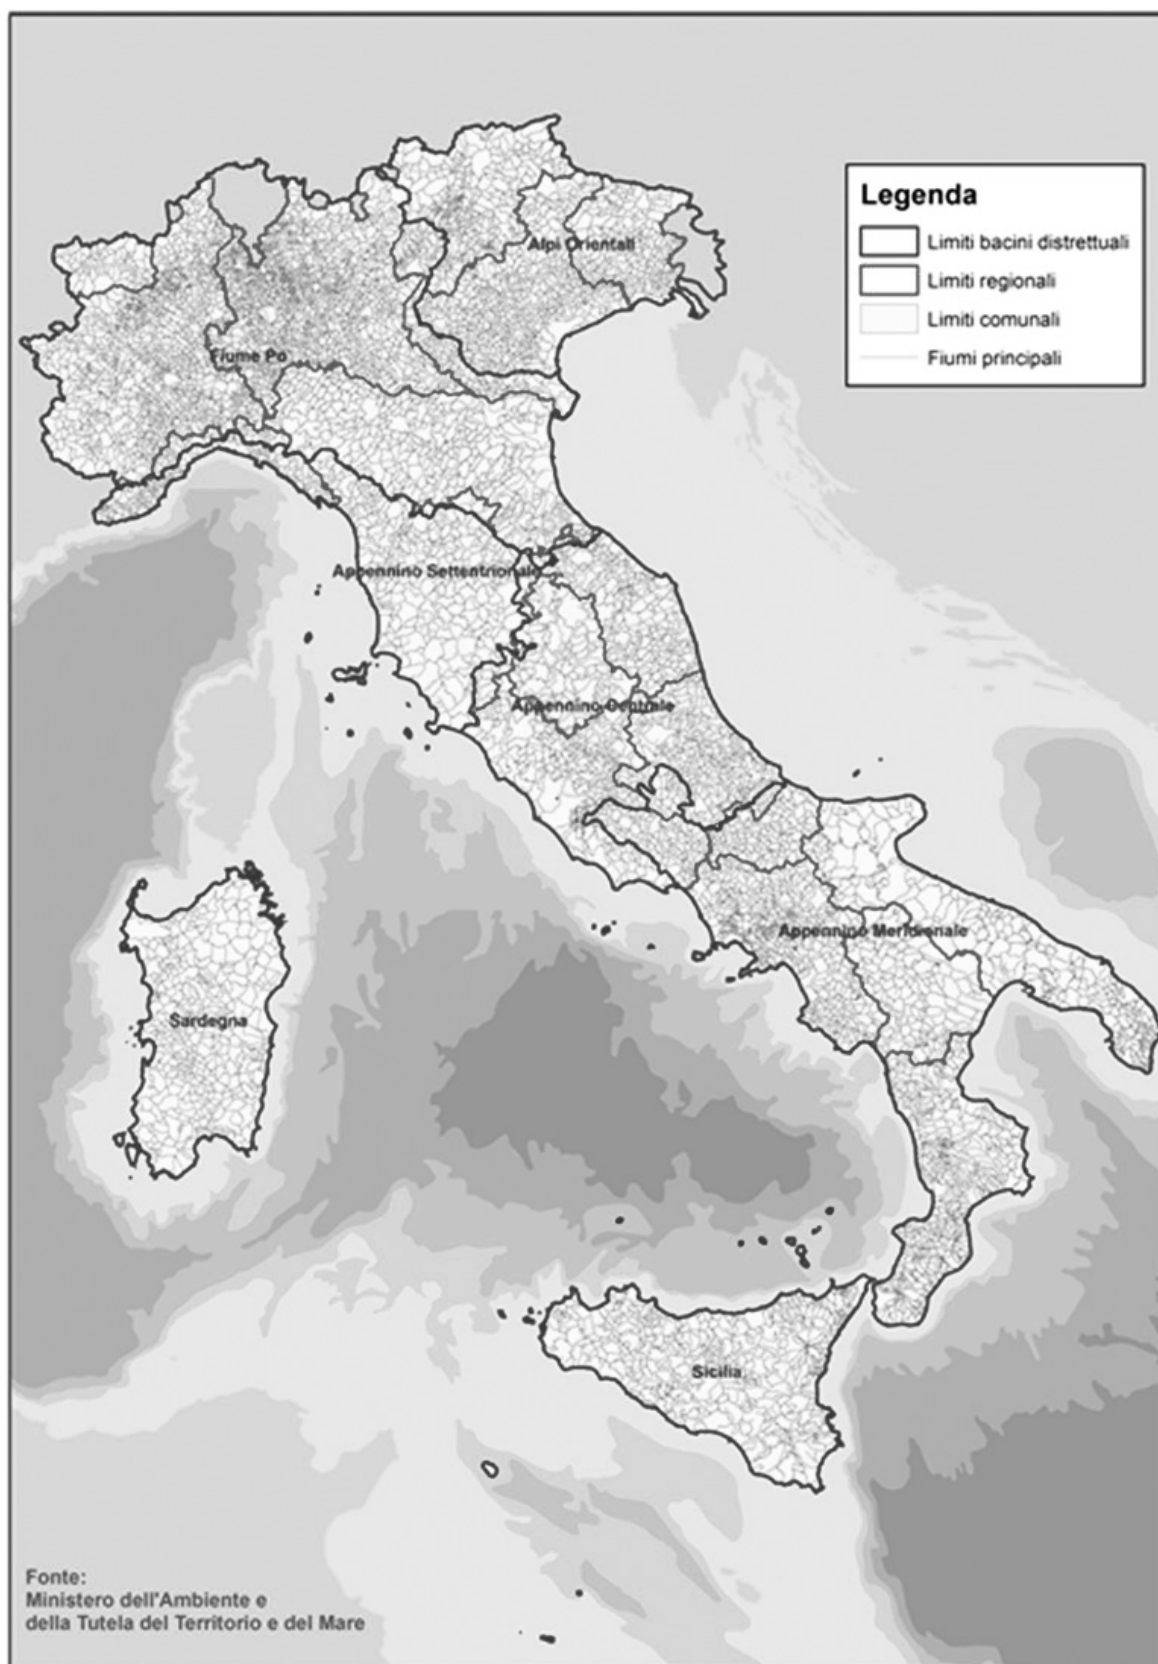 Legenda
Limiti bacini distrettuali
Limiti regionali
Limiti comunali
Fiumi principali
Alpi Orientali
Fiume Po
Appennino Settentrionale
Appennino Centrale
Appennino Meridionale
Sardegna
Sicilia
Fonte:
Ministero dell'Ambiente e
della Tutela del Territorio e del Mare